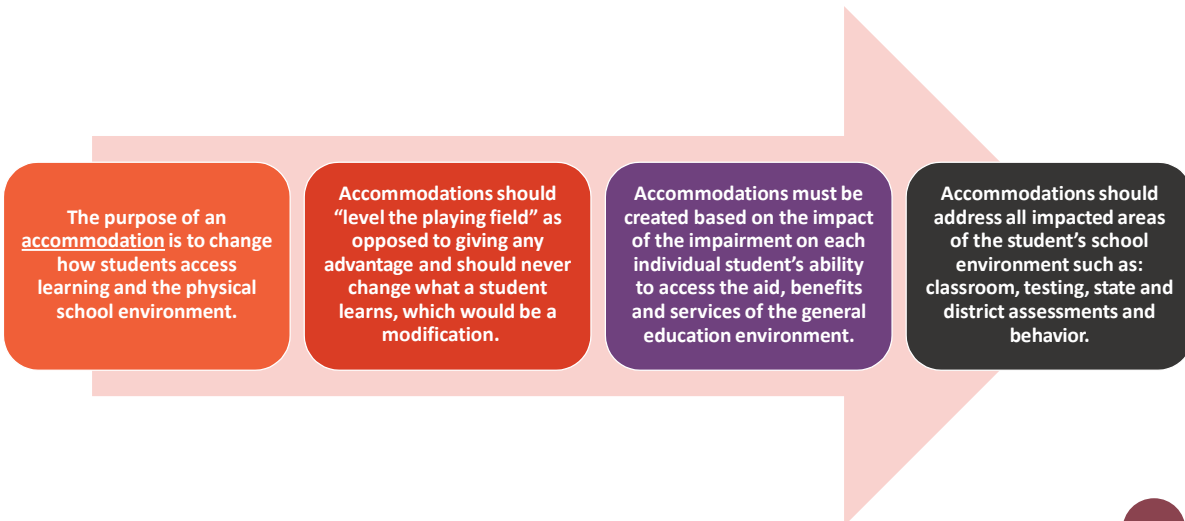 The purpose of an
accommodation is to change
how students access
learning and the physical
school environment.
Accommodations should
“level the playing field” as
opposed to giving any
advantage and should never
change what a student
learns, which would be a
modification.
Accommodations must be
created based on the impact
of the impairment on each
individual student’s ability
to access the aid, benefits
and services of the general
education environment.
Accommodations should
address all impacted areas
of the student’s school
environment such as:
classroom, testing, state and
district assessments and
behavior.